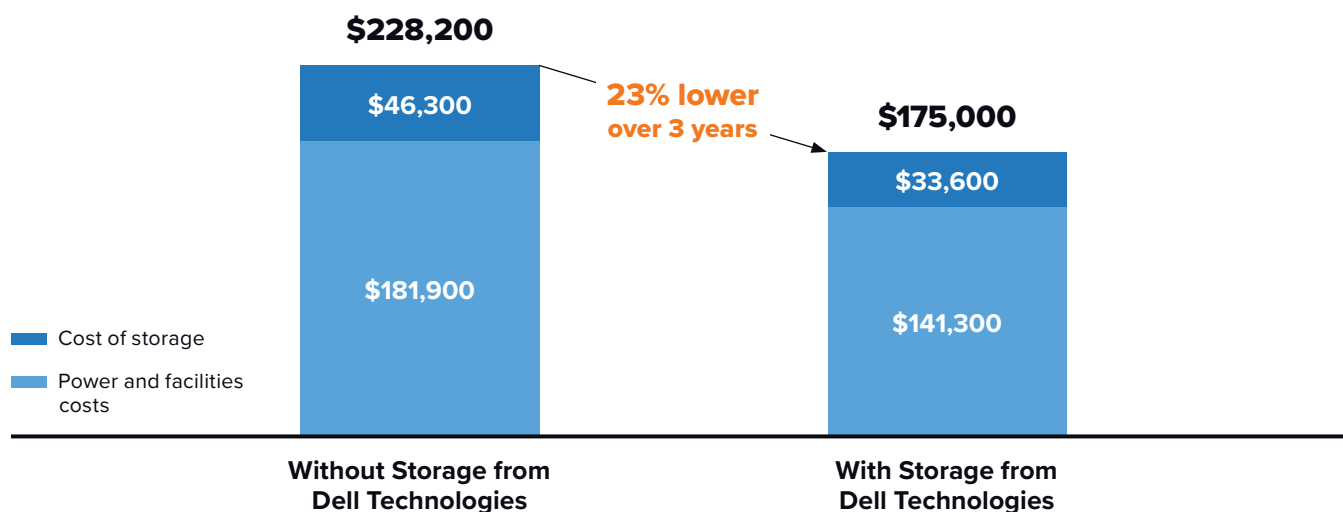 $228,200
$46,300
23% lower
over 3 years
$175,000
$33,600
$181,900
$141,300
Cost of storage
Power and facilities
costs
Without Storage from
Dell Technologies
With Storage from
Dell Technologies